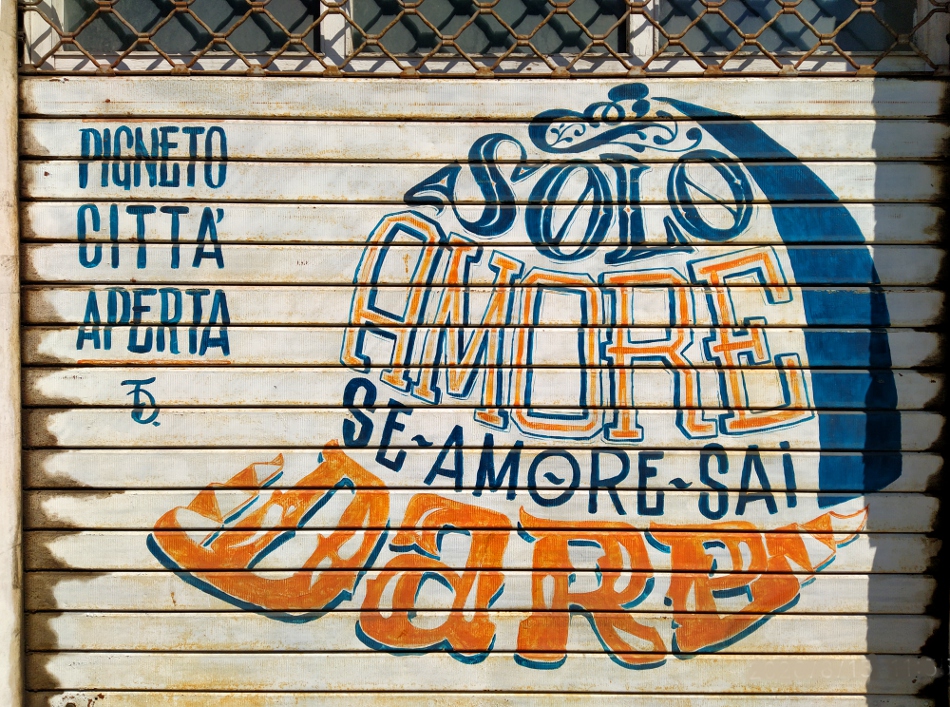 PIGNETO
CITTA'
APERTA
SOLO
AMORE
SE~AMORE~SAI
DARE